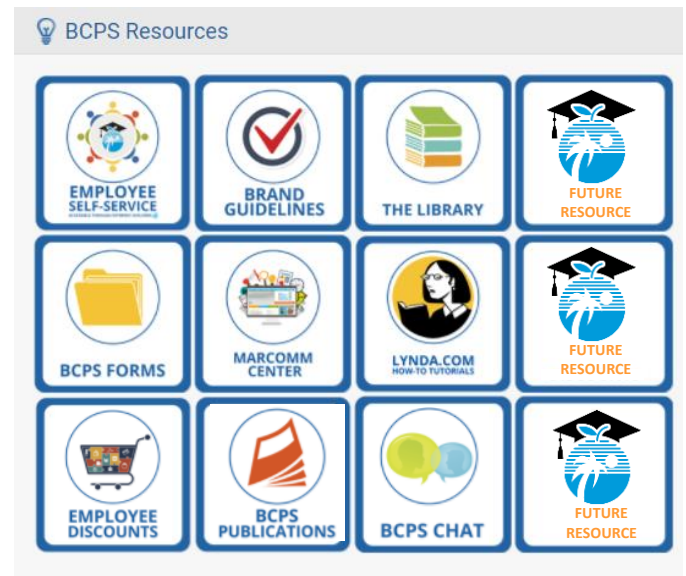 BCPS Resources
EMPLOYEE
SELF-SERVICE
BRAND
GUIDELINES
THE LIBRARY
FUTURE
RESOURCE
BCPS FORMS
MARCOMM
CENTER
LYNDA.COM
HOW-TO TUTORIALS
FUTURE
RESOURCE
EMPLOYEE
DISCOUNTS
BCPS
PUBLICATIONS
BCPS CHAT
FUTURE
RESOURCE